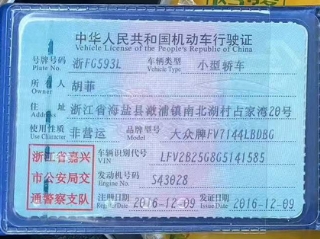 中华人民共和国机动车行驶证
Vehicle License of the People's Republic of China
号牌号码 浙FG593L 车辆类型 小型轿车
Plate No. Vehicle Type
所有人 胡菲
Owner
住址 浙江省海盐县澉浦镇南北湖村占家湾20号
Address
使用性质 非营运 品牌型号 大众牌FV7144LBDBG
Use Character Model
浙江省嘉兴
市公安局交
通警察支队
车辆识别代号 LFV2B25G8G5141585
VIN
发动机号码 S43028
Engine No.
注册日期 2016-12-09 发证日期 2016-12-09
Register Date Issue Date